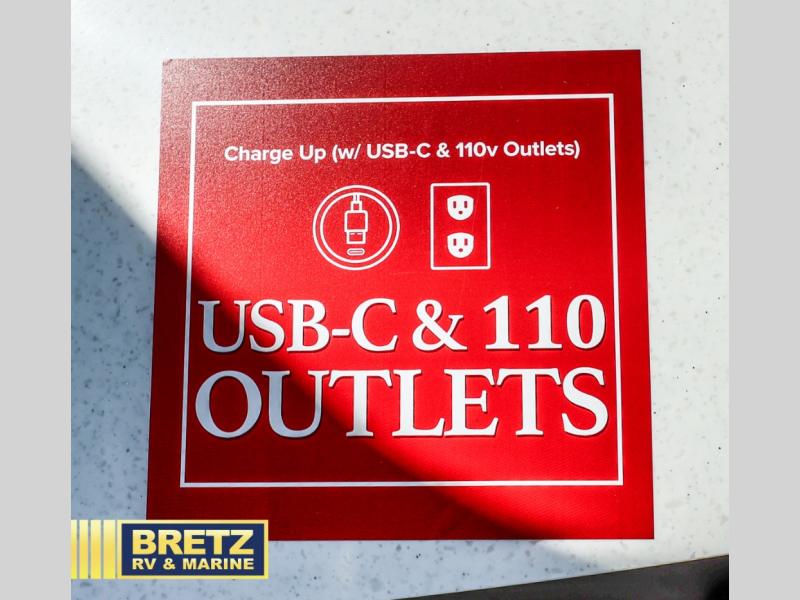 Charge Up (w/ USB-C & 110v Outlets)
USB-C & 110
OUTLETS
BRETZ
RV & MARINE